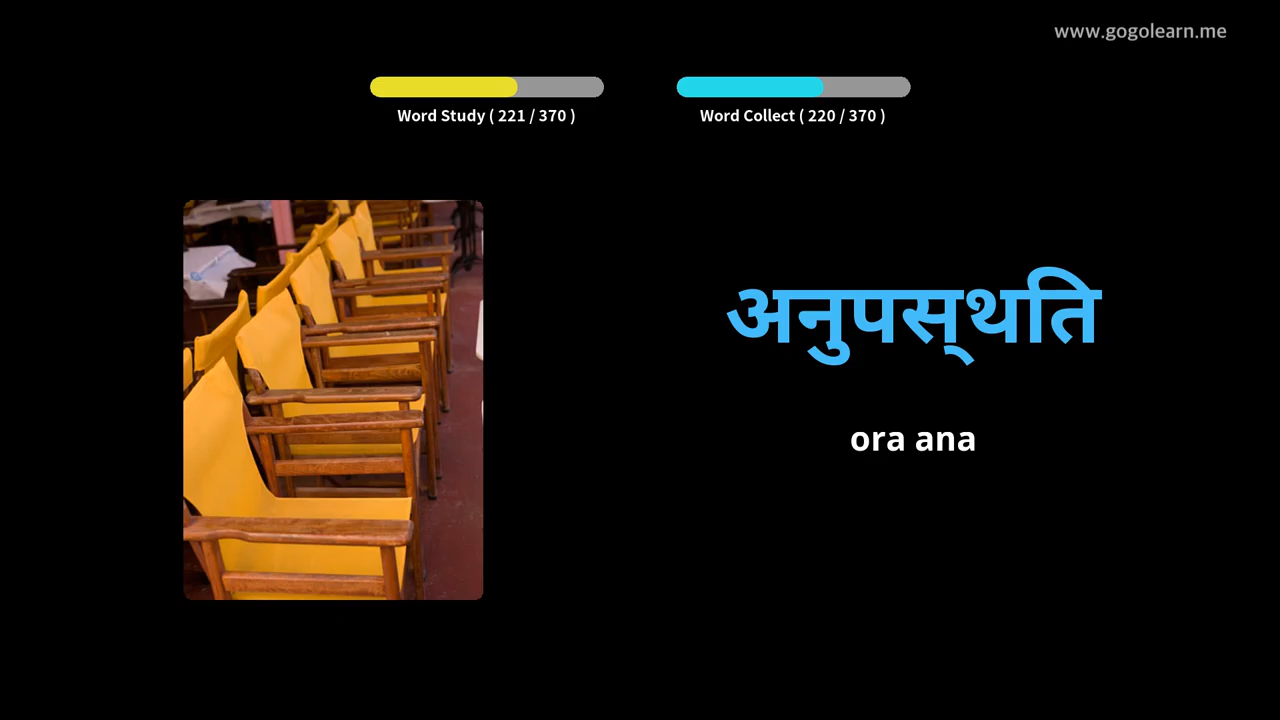 www.gogolearn.me
Word Study ( 221 / 370 )
Word Collect ( 220 / 370 )
अनुपस्‌थति
ora ana